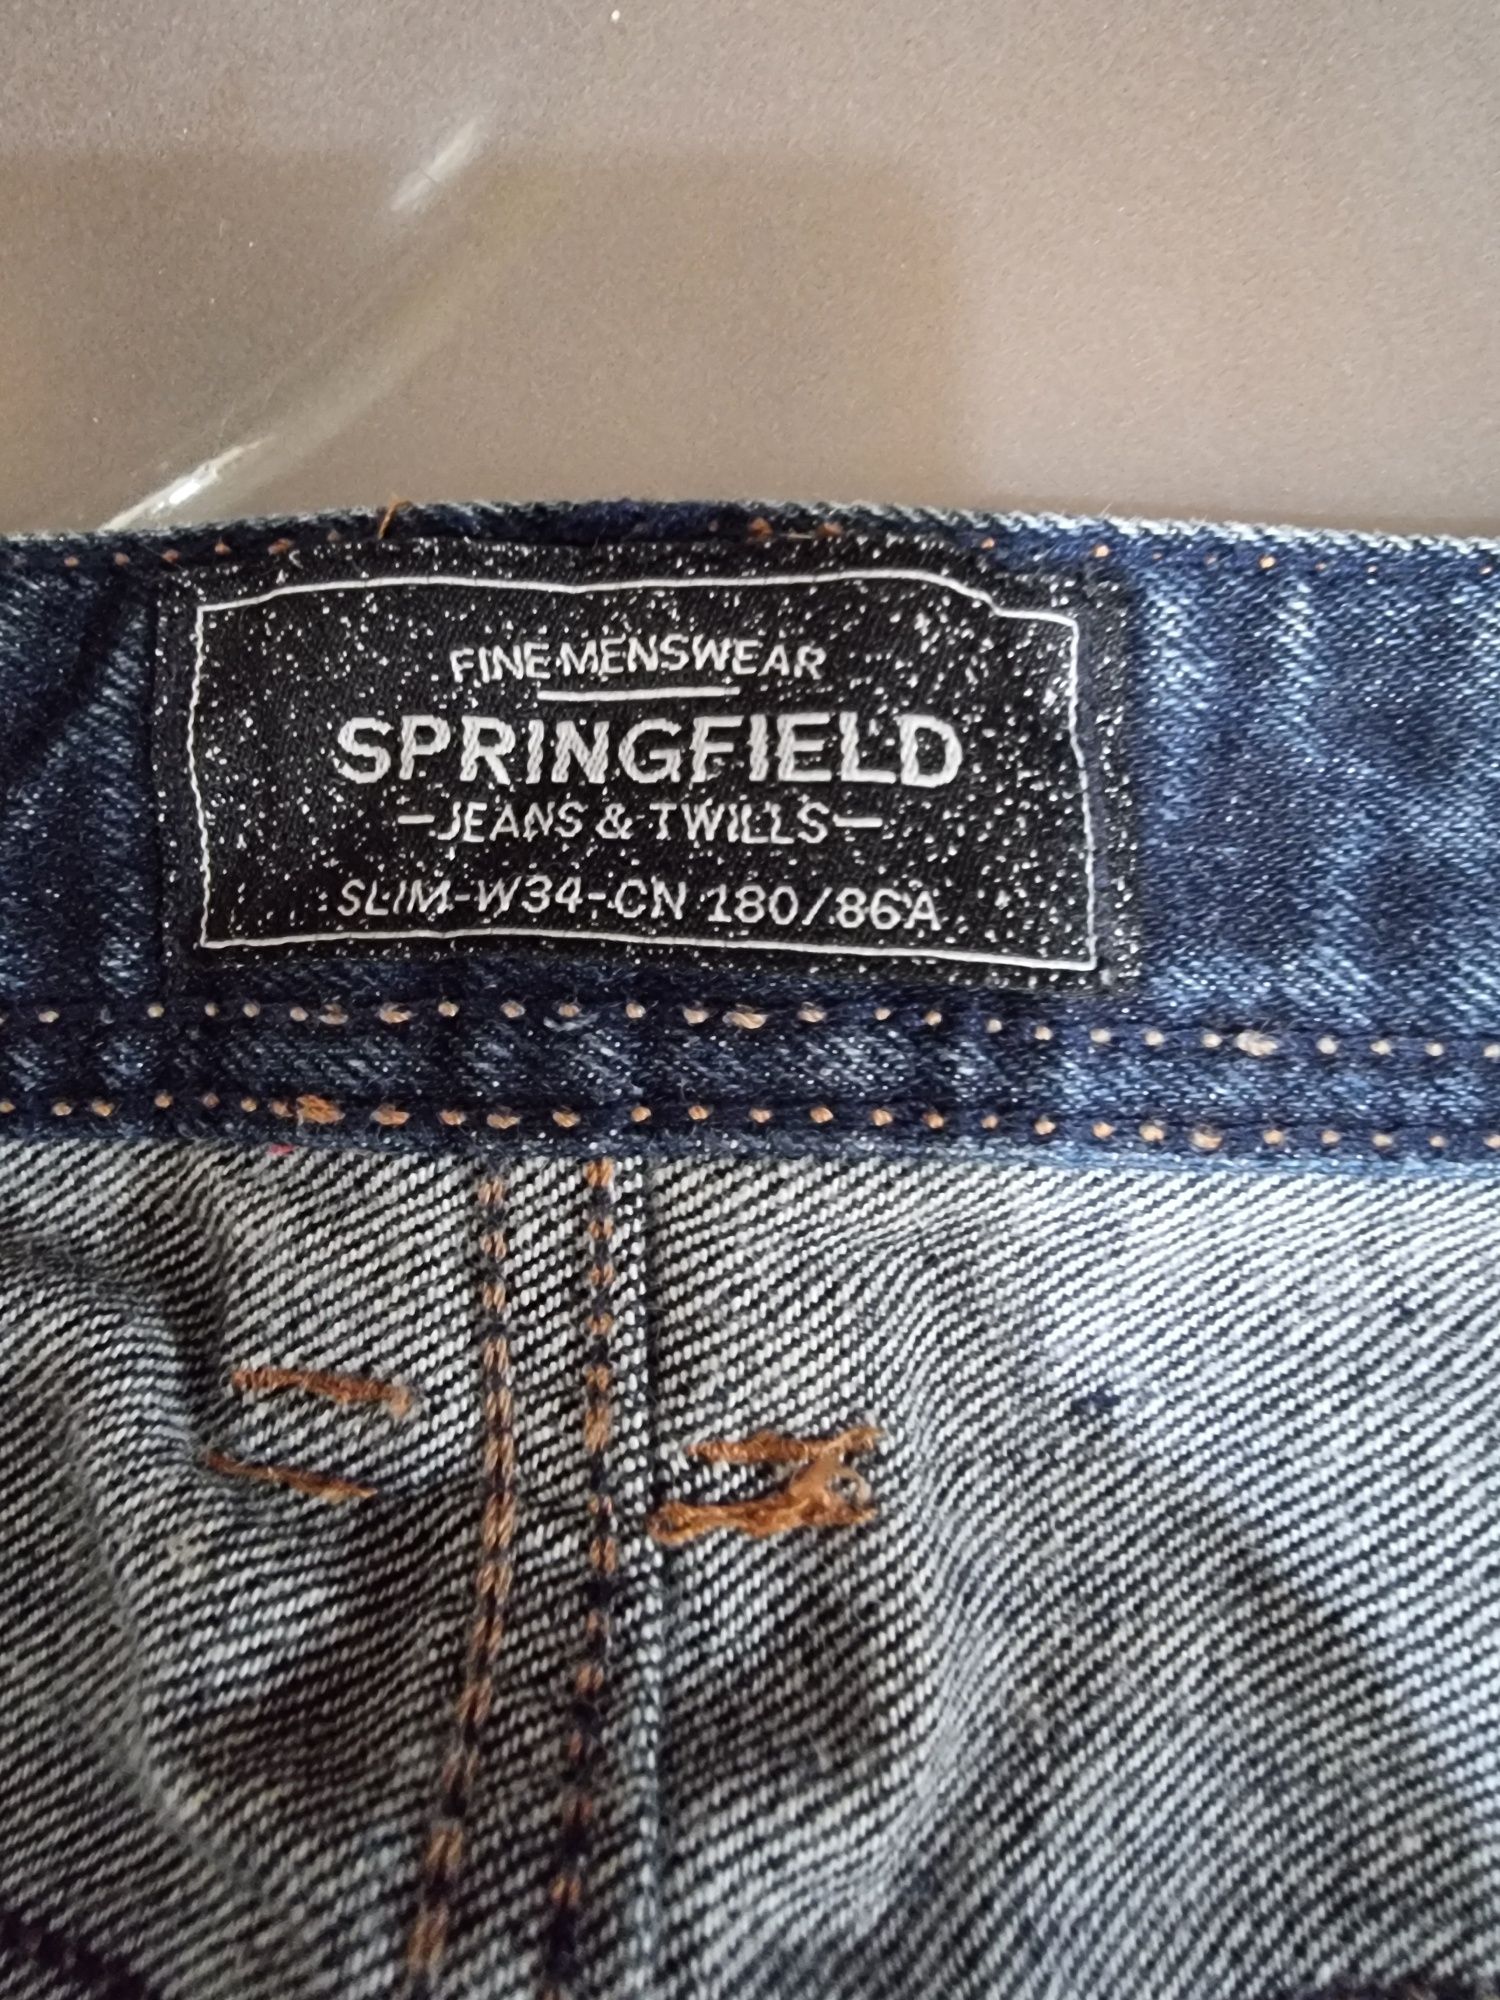 FINE MENSWEAR
SPRINGFIELD
-JEANS & TWILLS-
SLIM-W34-CN 180/86A